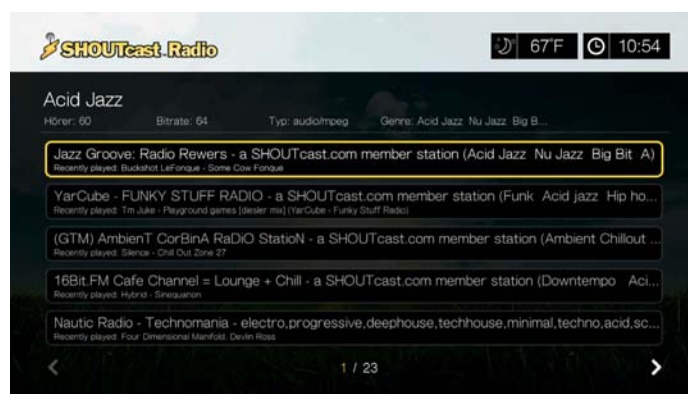 SHOUTcast Radio
67°F
10:54
Acid Jazz
Hörer: 60 Bitrate: 64 Typ: audio/mpeg Genre: Acid Jazz Nu Jazz Big B...
Jazz Groove: Radio Rewers - a SHOUTcast.com member station (Acid Jazz Nu Jazz Big Bit A)
Recently played: Buckshot LeFonque - Some Cow Fonque
YarCube - FUNKY STUFF RADIO - a SHOUTcast.com member station (Funk Acid jazz Hip ho...
Recently played: Tm Juke - Playground games [desler mix] (YarCube - Funky Stuff Radio)
(GTM) AmbienT CorBinA RaDiO StatioN - a SHOUTcast.com member station (Ambient Chillout ...
Recently played: Silence - Chill Out Zone 27
16Bit.FM Cafe Channel = Lounge + Chill - a SHOUTcast.com member station (Downtempo Aci...
Recently played: Hybrid - Sinequanon
Nautic Radio - Technomania - electro,progressive,deephouse,techhouse,minimal,techno,acid,sc...
Recently played: Four Dimensional Manifold, Devlin Ross
1 / 23